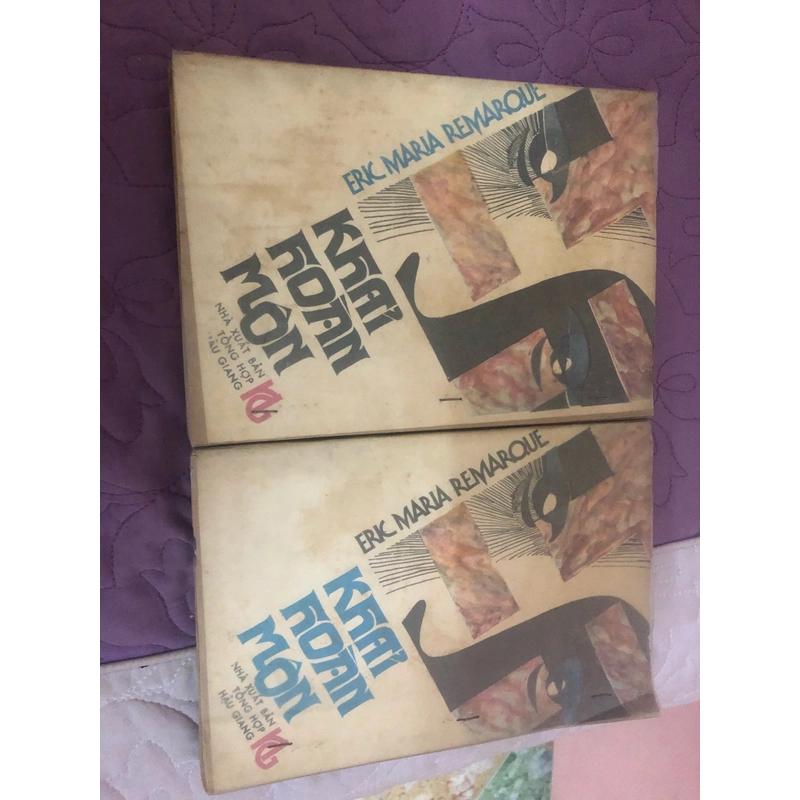 ERIC MARIA REMARQUE
KHẢI
HOÀN
MÔN
NHÀ XUẤT BẢN
TỔNG HỢP
HẬU GIANG
ERIC MARIA REMARQUE
KHẢI
HOÀN
MÔN
NHÀ XUẤT BẢN
TỔNG HỢP
HẬU GIANG